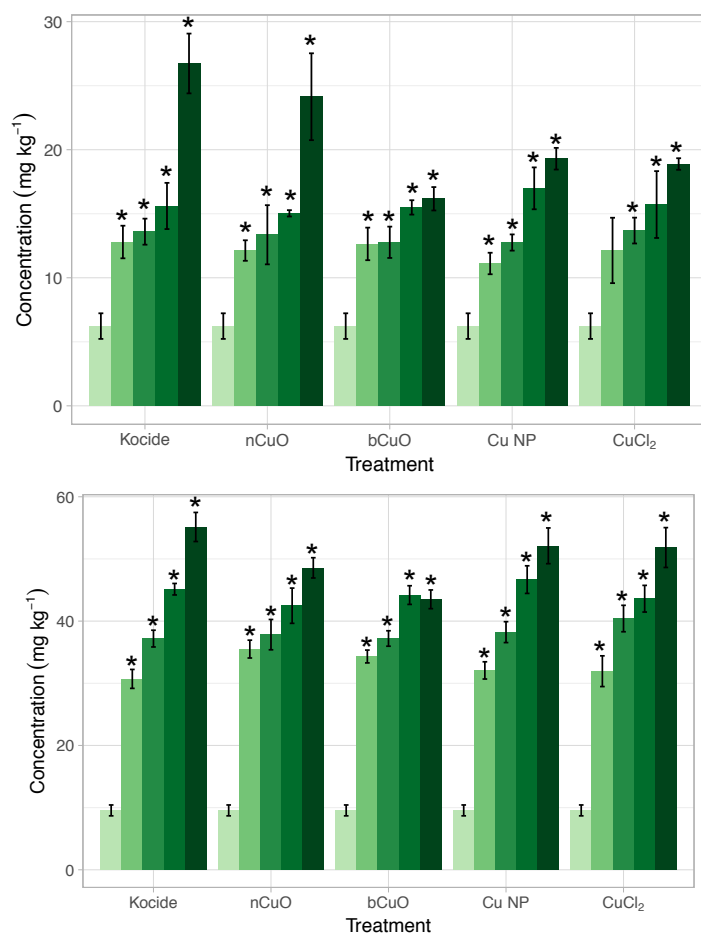 Concentration (mg kg⁻¹)
30
20
10
0
* * * *
* * * *
* * * *
* * * *
* * *
Kocide nCuO bCuO Cu NP CuCl₂
Treatment
Concentration (mg kg⁻¹)
60
40
20
0
* * * *
* * * *
* * * *
* * * *
* * * *
Kocide nCuO bCuO Cu NP CuCl₂
Treatment